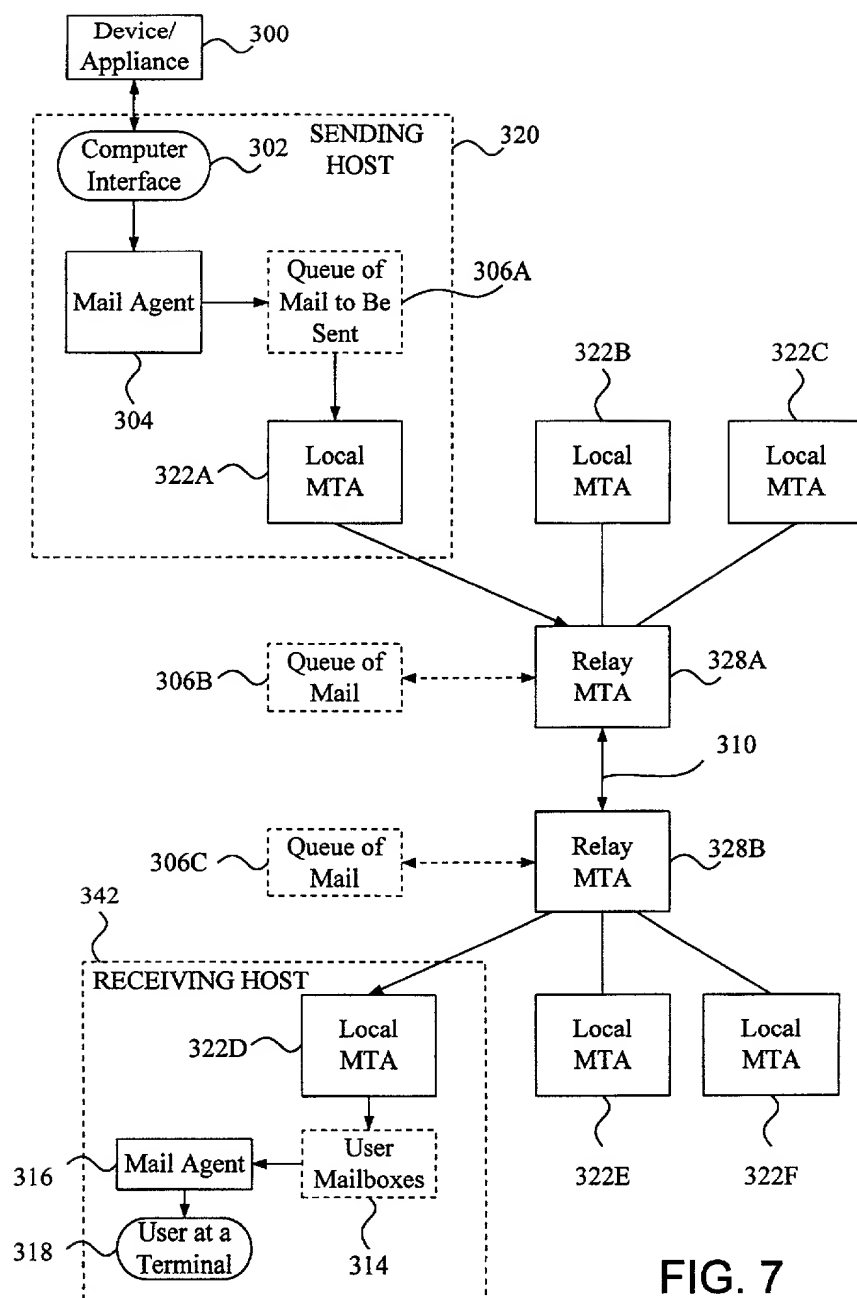 Device/
Appliance
300
SENDING
HOST
320
Computer
Interface
302
Mail Agent
304
Queue of
Mail to Be
Sent
306A
322A
Local
MTA
322B
Local
MTA
322C
Local
MTA
306B
Queue of
Mail
Relay
MTA
328A
310
306C
Queue of
Mail
Relay
MTA
328B
342
RECEIVING HOST
322D
Local
MTA
Local
MTA
322E
Local
MTA
322F
316
Mail Agent
User
Mailboxes
314
318
User at a
Terminal
FIG. 7